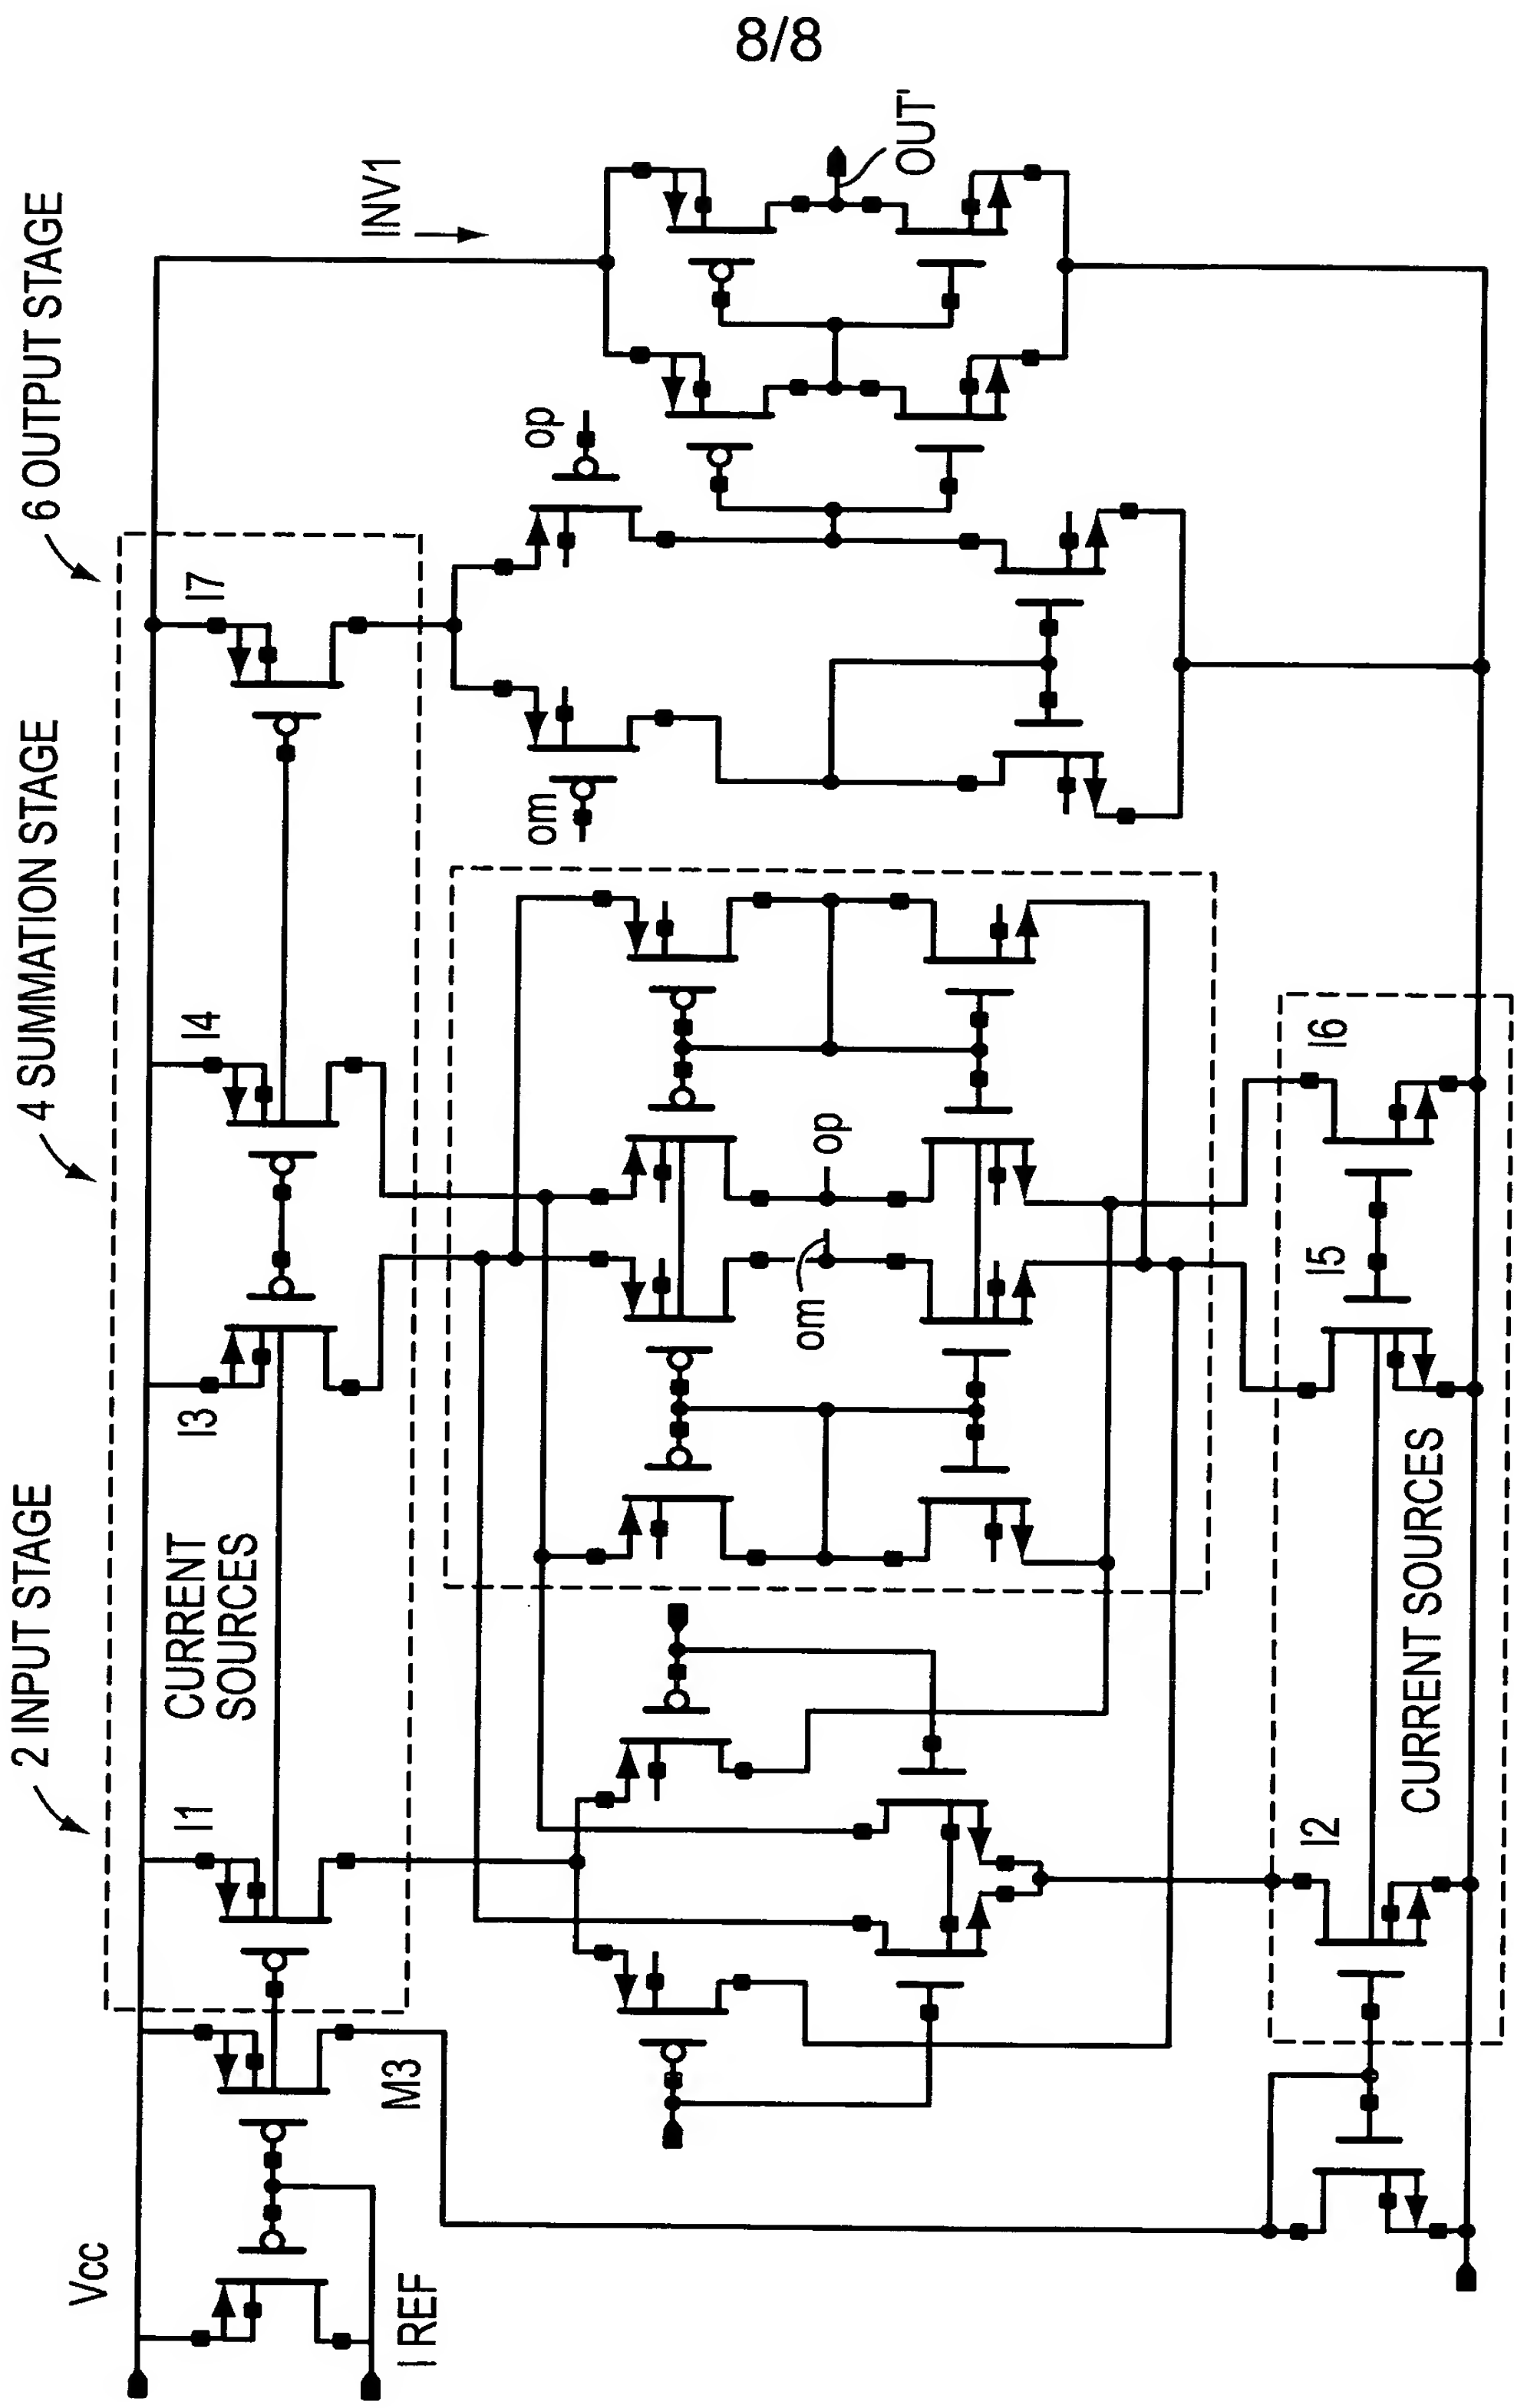 8/8
2 INPUT STAGE
4 SUMMATION STAGE
6 OUTPUT STAGE
Vcc
I REF
M3
I1
CURRENT
SOURCES
I3
I4
I7
INV1
om
op
om
op
OUT'
I2
CURRENT SOURCES
I5
I6